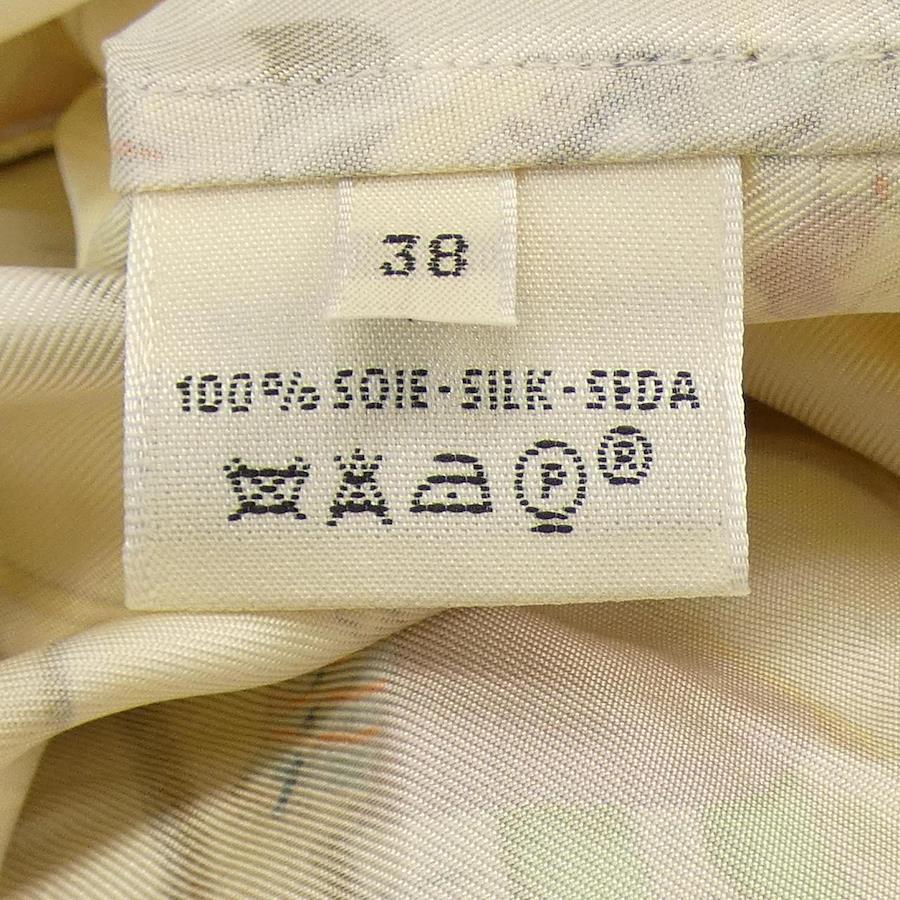 38
100% SOIE - SILK - SEDA
P ®